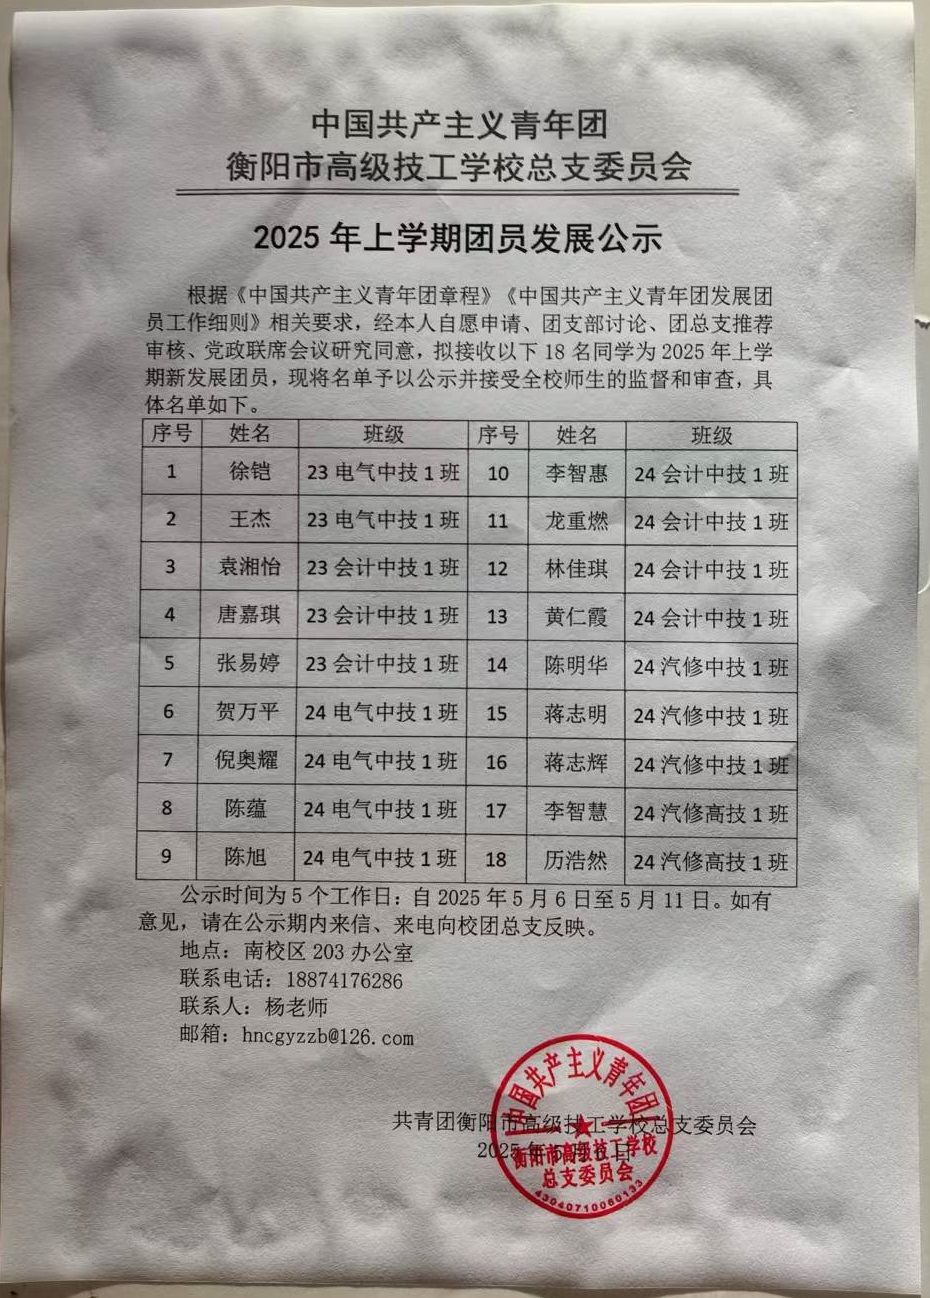 中国共产主义青年团
衡阳市高级技工学校总支委员会
2025年上学期团员发展公示
根据《中国共产主义青年团章程》《中国共产主义青年团发展团
员工作细则》相关要求，经本人自愿申请、团支部讨论、团总支推荐
审核、党政联席会议研究同意，拟接收以下18名同学为2025年上学
期新发展团员，现将名单予以公示并接受全校师生的监督和审查，具
体名单如下。
序号 姓名 班级 序号 姓名 班级
1 徐铠 23电气中技1班 10 李智惠 24会计中技1班
2 王杰 23电气中技1班 11 龙重燃 24会计中技1班
3 袁湘怡 23会计中技1班 12 林佳琪 24会计中技1班
4 唐嘉琪 23会计中技1班 13 黄仁霞 24会计中技1班
5 张易婷 23会计中技1班 14 陈明华 24汽修中技1班
6 贺万平 24电气中技1班 15 蒋志明 24汽修中技1班
7 倪奥耀 24电气中技1班 16 蒋志辉 24汽修中技1班
8 陈蕴 24电气中技1班 17 李智慧 24汽修高技1班
9 陈旭 24电气中技1班 18 历浩然 24汽修高技1班
公示时间为5个工作日：自2025年5月6日至5月11日。如有
意见，请在公示期内来信、来电向校团总支反映。
地点：南校区203办公室
联系电话：18874176286
联系人：杨老师
邮箱：hncgyzzb@126.com
共青团衡阳市高级技工学校总支委员会
2025年5月6日
中国共产主义青年团
衡阳市高级技工学校
总支委员会
43040710060133